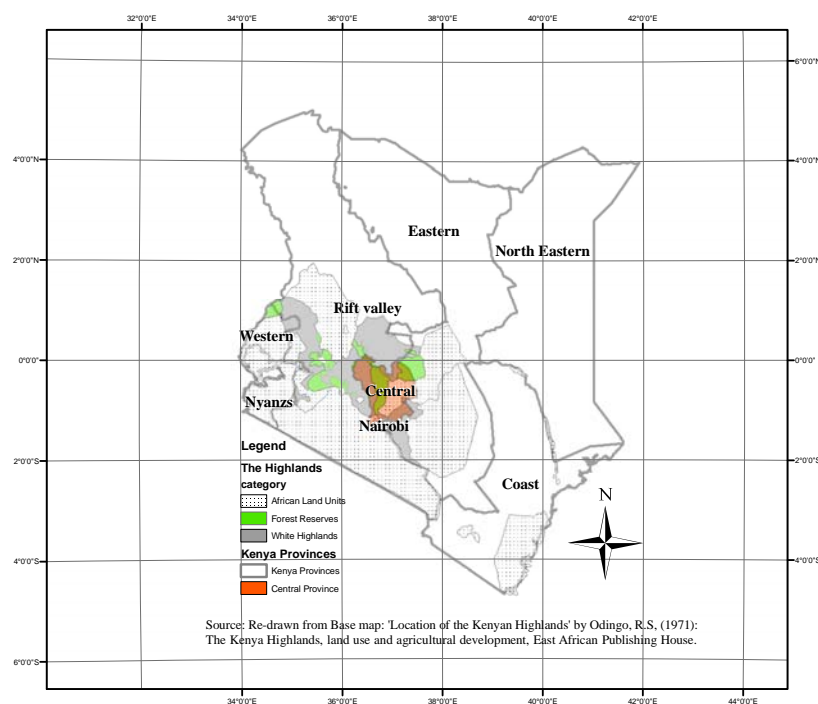 32°0'0"E 34°0'0"E 36°0'0"E 38°0'0"E 40°0'0"E 42°0'0"E
6°0'0"N
4°0'0"N 4°0'0"N
Eastern
North Eastern
2°0'0"N 2°0'0"N
Rift valley
Western
0°0'0" 0°0'0"
Central
Nyanzs
Nairobi
Legend
2°0'0"S 2°0'0"S
The Highlands
category
Coast
N
African Land Units
Forest Reserves
White Highlands
Kenya Provinces
4°0'0"S 4°0'0"S
Kenya Provinces
Central Province
Source: Re-drawn from Base map: 'Location of the Kenyan Highlands' by Odingo, R.S, (1971):
The Kenya Highlands, land use and agricultural development, East African Publishing House.
6°0'0"S
34°0'0"E 36°0'0"E 38°0'0"E 40°0'0"E 42°0'0"E 44°0'0"E